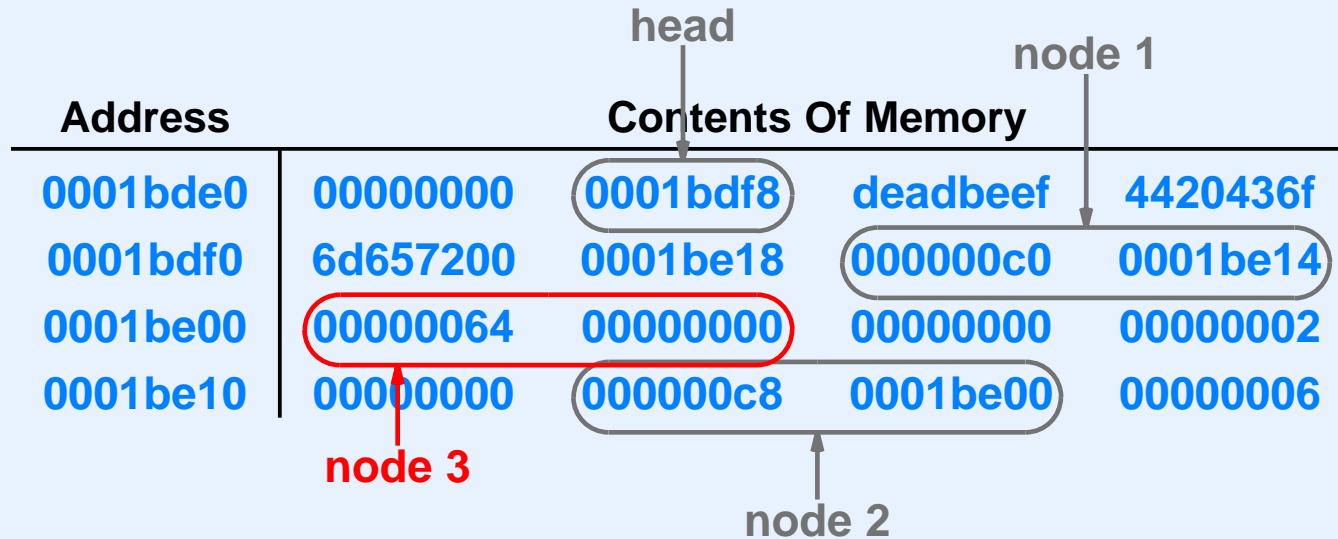 head
node 1
Address Contents Of Memory
0001bde0 00000000 0001bdf8 deadbeef 4420436f
0001bdf0 6d657200 0001be18 000000c0 0001be14
0001be00 00000064 00000000 00000000 00000002
0001be10 00000000 000000c8 0001be00 00000006
node 3
node 2